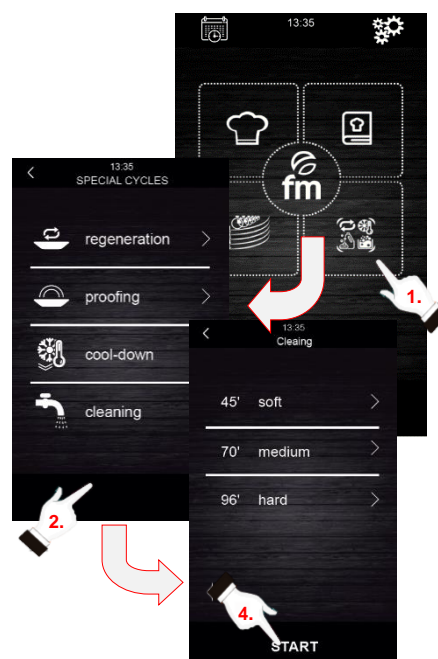 13:35
fm
1.
13:35
SPECIAL CYCLES
regeneration
proofing
cool-down
cleaning
2.
13:35
Cleaing
45' soft
70' medium
96' hard
4.
START